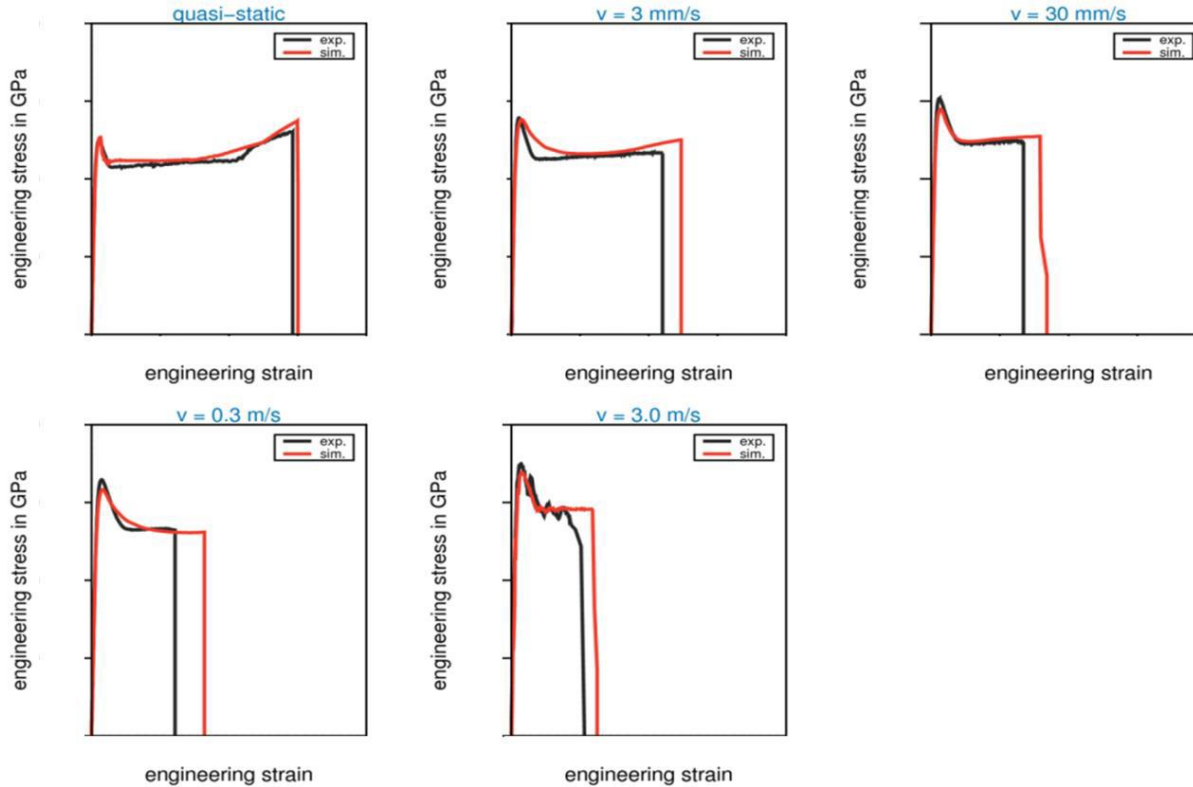 quasi−static
exp.
sim.
engineering stress in GPa
engineering strain
v = 3 mm/s
exp.
sim.
engineering stress in GPa
engineering strain
v = 30 mm/s
exp.
sim.
engineering stress in GPa
engineering strain
v = 0.3 m/s
exp.
sim.
engineering stress in GPa
engineering strain
v = 3.0 m/s
exp.
sim.
engineering stress in GPa
engineering strain